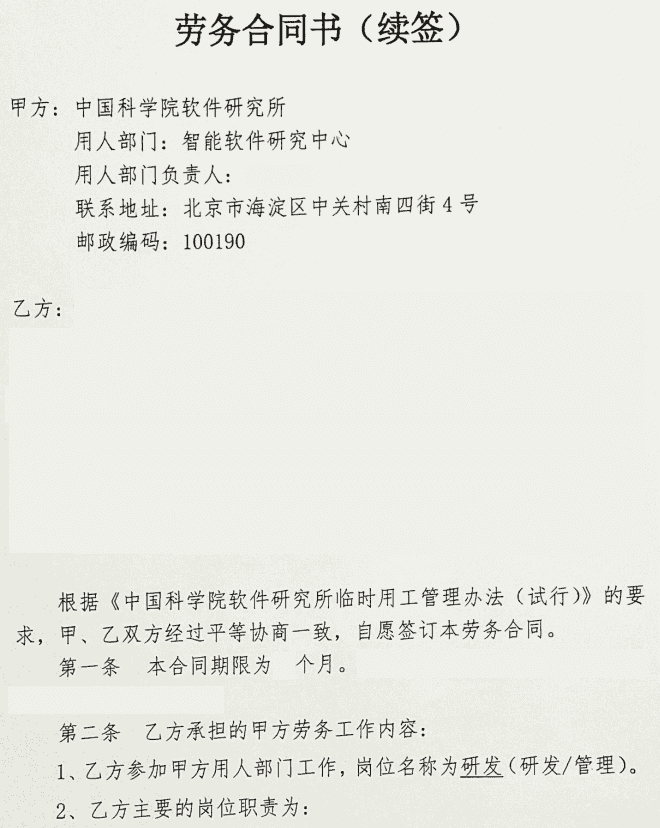 劳务合同书（续签）
甲方：中国科学院软件研究所
用人部门：智能软件研究中心
用人部门负责人：
联系地址：北京市海淀区中关村南四街4号
邮政编码：100190
乙方：
根据《中国科学院软件研究所临时用工管理办法（试行）》的要
求，甲、乙双方经过平等协商一致，自愿签订本劳务合同。
第一条 本合同期限为 个月。
第二条 乙方承担的甲方劳务工作内容：
1、乙方参加甲方用人部门工作，岗位名称为研发（研发/管理）。
2、乙方主要的岗位职责为：